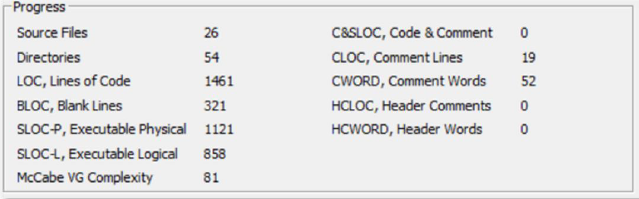 Progress
Source Files 26 C&SLOC, Code & Comment 0
Directories 54 CLOC, Comment Lines 19
LOC, Lines of Code 1461 CWORD, Comment Words 52
BLOC, Blank Lines 321 HCLOC, Header Comments 0
SLOC-P, Executable Physical 1121 HCWORD, Header Words 0
SLOC-L, Executable Logical 858
McCabe VG Complexity 81